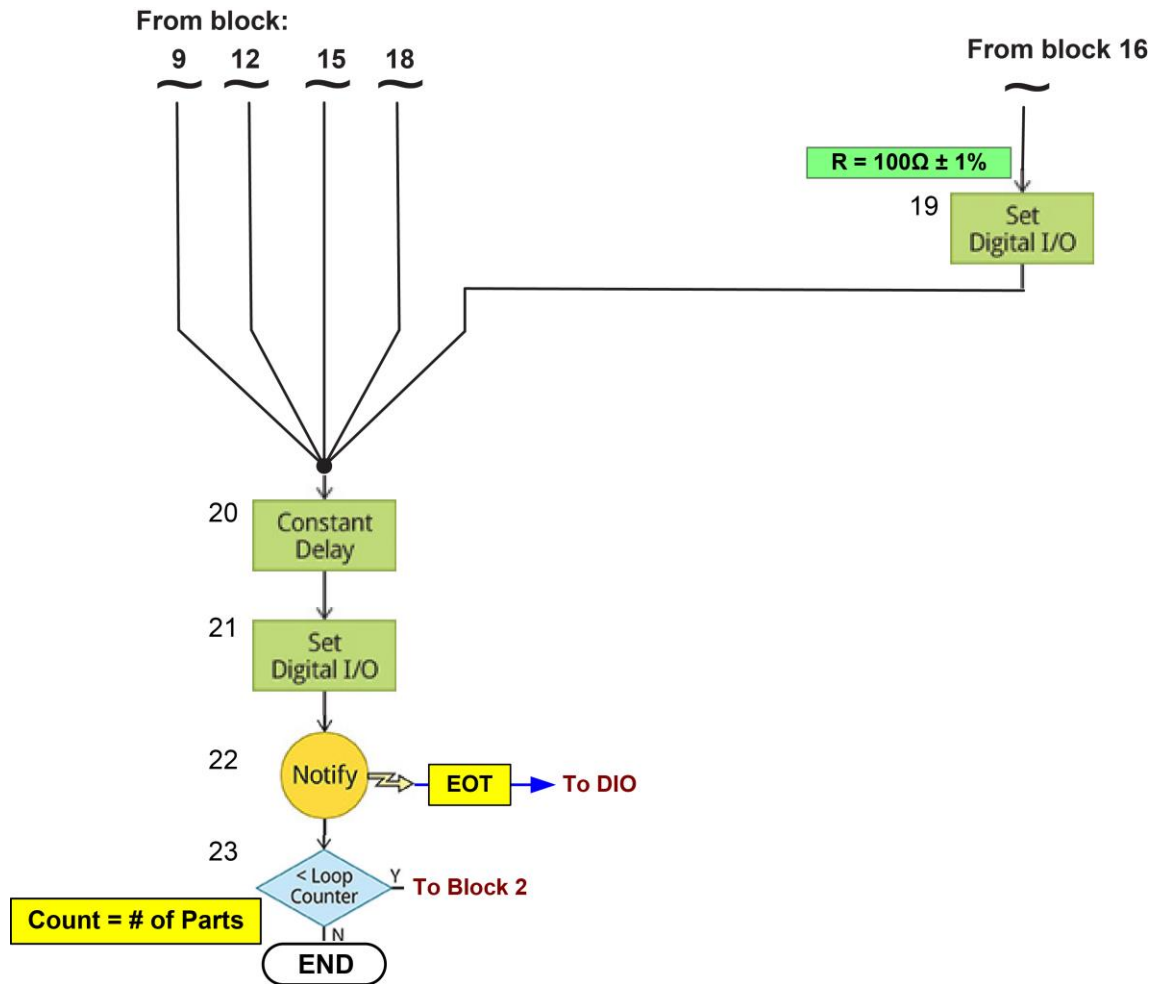 From block:
9 12 15 18
From block 16
R = 100Ω ± 1%
19
Set
Digital I/O
20
Constant
Delay
21
Set
Digital I/O
22
Notify
EOT
To DIO
23
< Loop
Counter
Y
To Block 2
Count = # of Parts
N
END